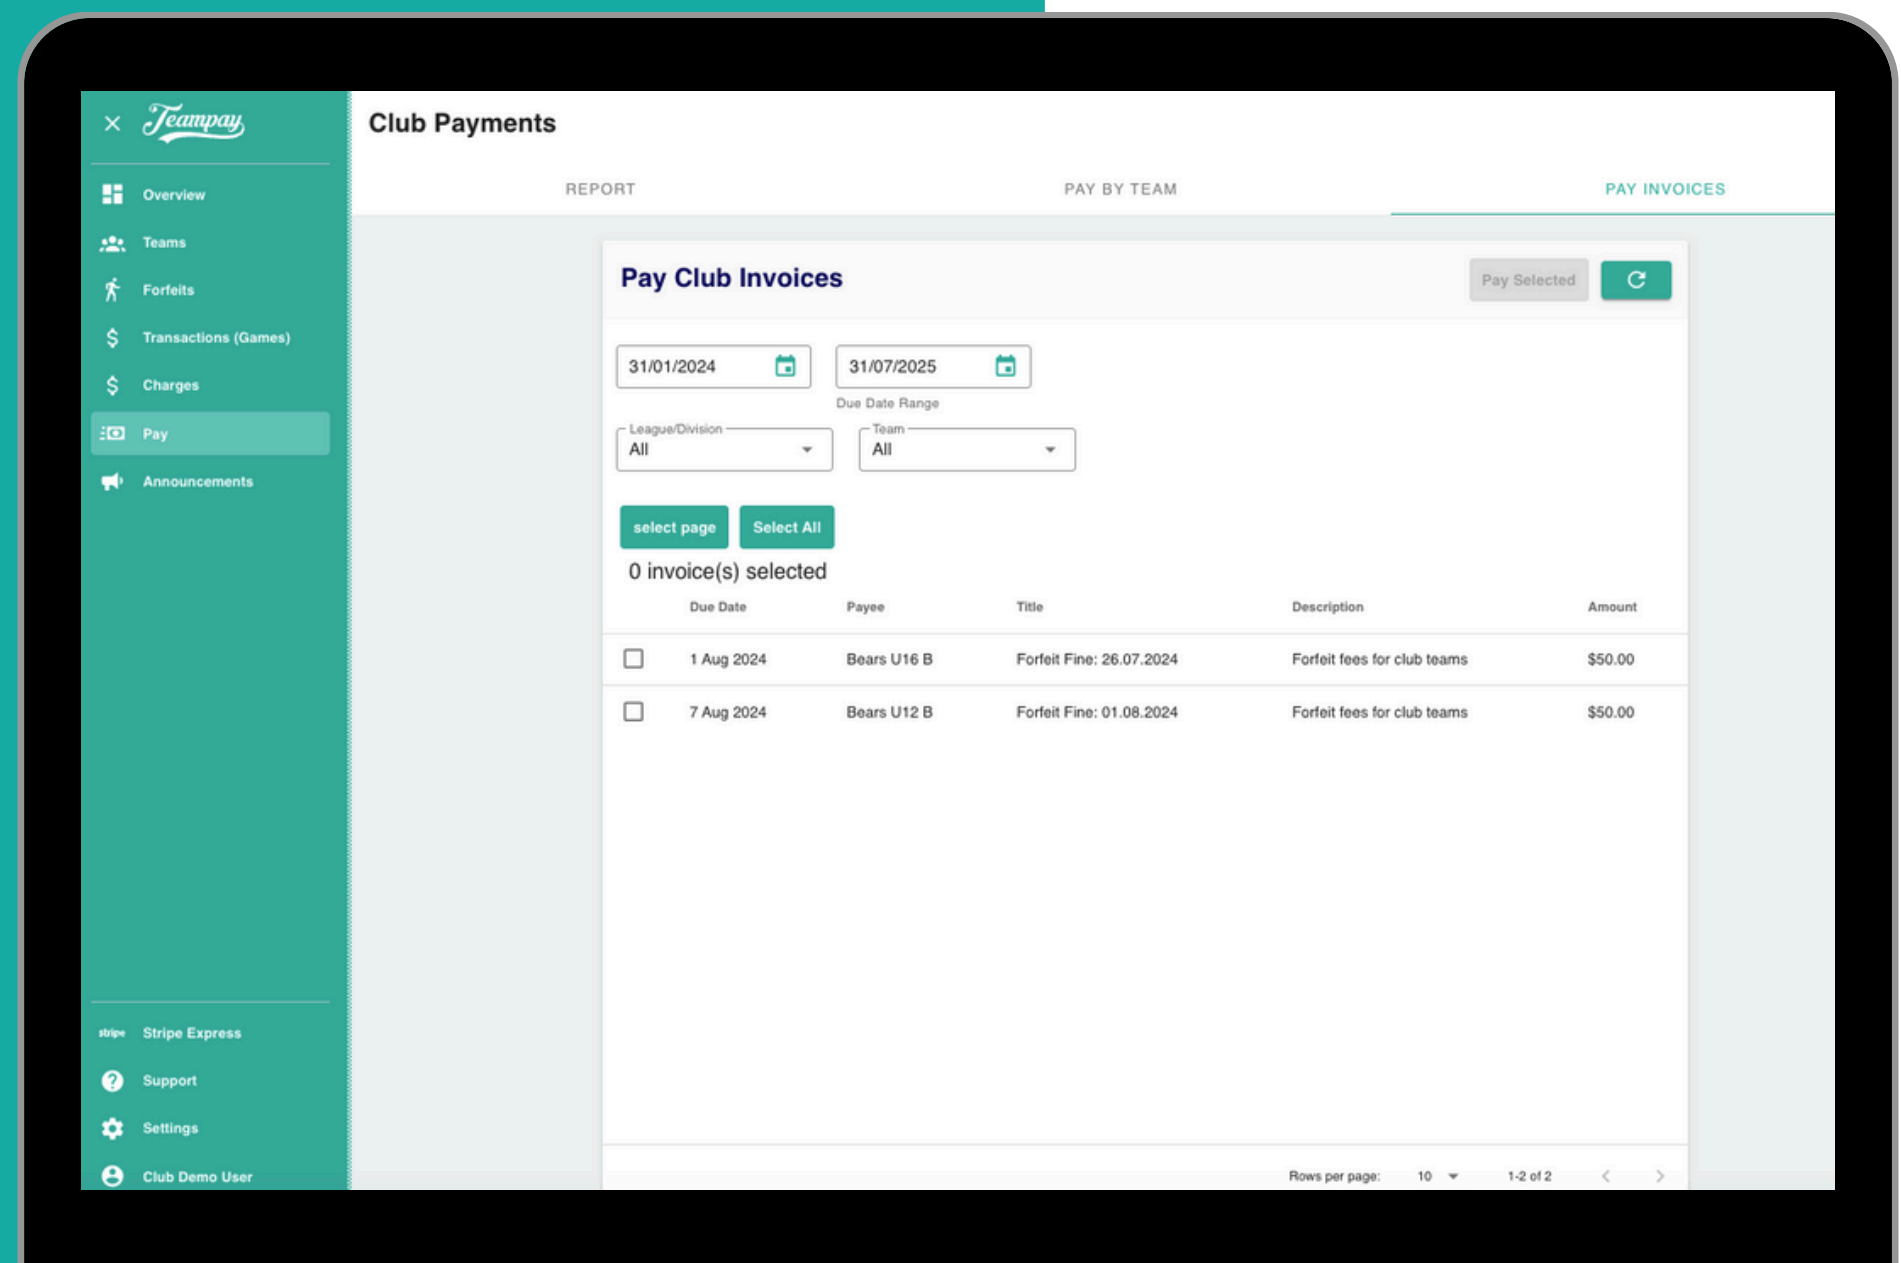 Teampay
Overview
Teams
Forfeits
Transactions (Games)
Charges
Pay
Announcements
stripe Stripe Express
Support
Settings
Club Demo User
Club Payments
REPORT PAY BY TEAM PAY INVOICES
Pay Club Invoices Pay Selected
31/01/2024 31/07/2025
Due Date Range
League/Division Team
All All
select page Select All
0 invoice(s) selected
Due Date Payee Title Description Amount
1 Aug 2024 Bears U16 B Forfeit Fine: 26.07.2024 Forfeit fees for club teams $50.00
7 Aug 2024 Bears U12 B Forfeit Fine: 01.08.2024 Forfeit fees for club teams $50.00
Rows per page: 10 1-2 of 2